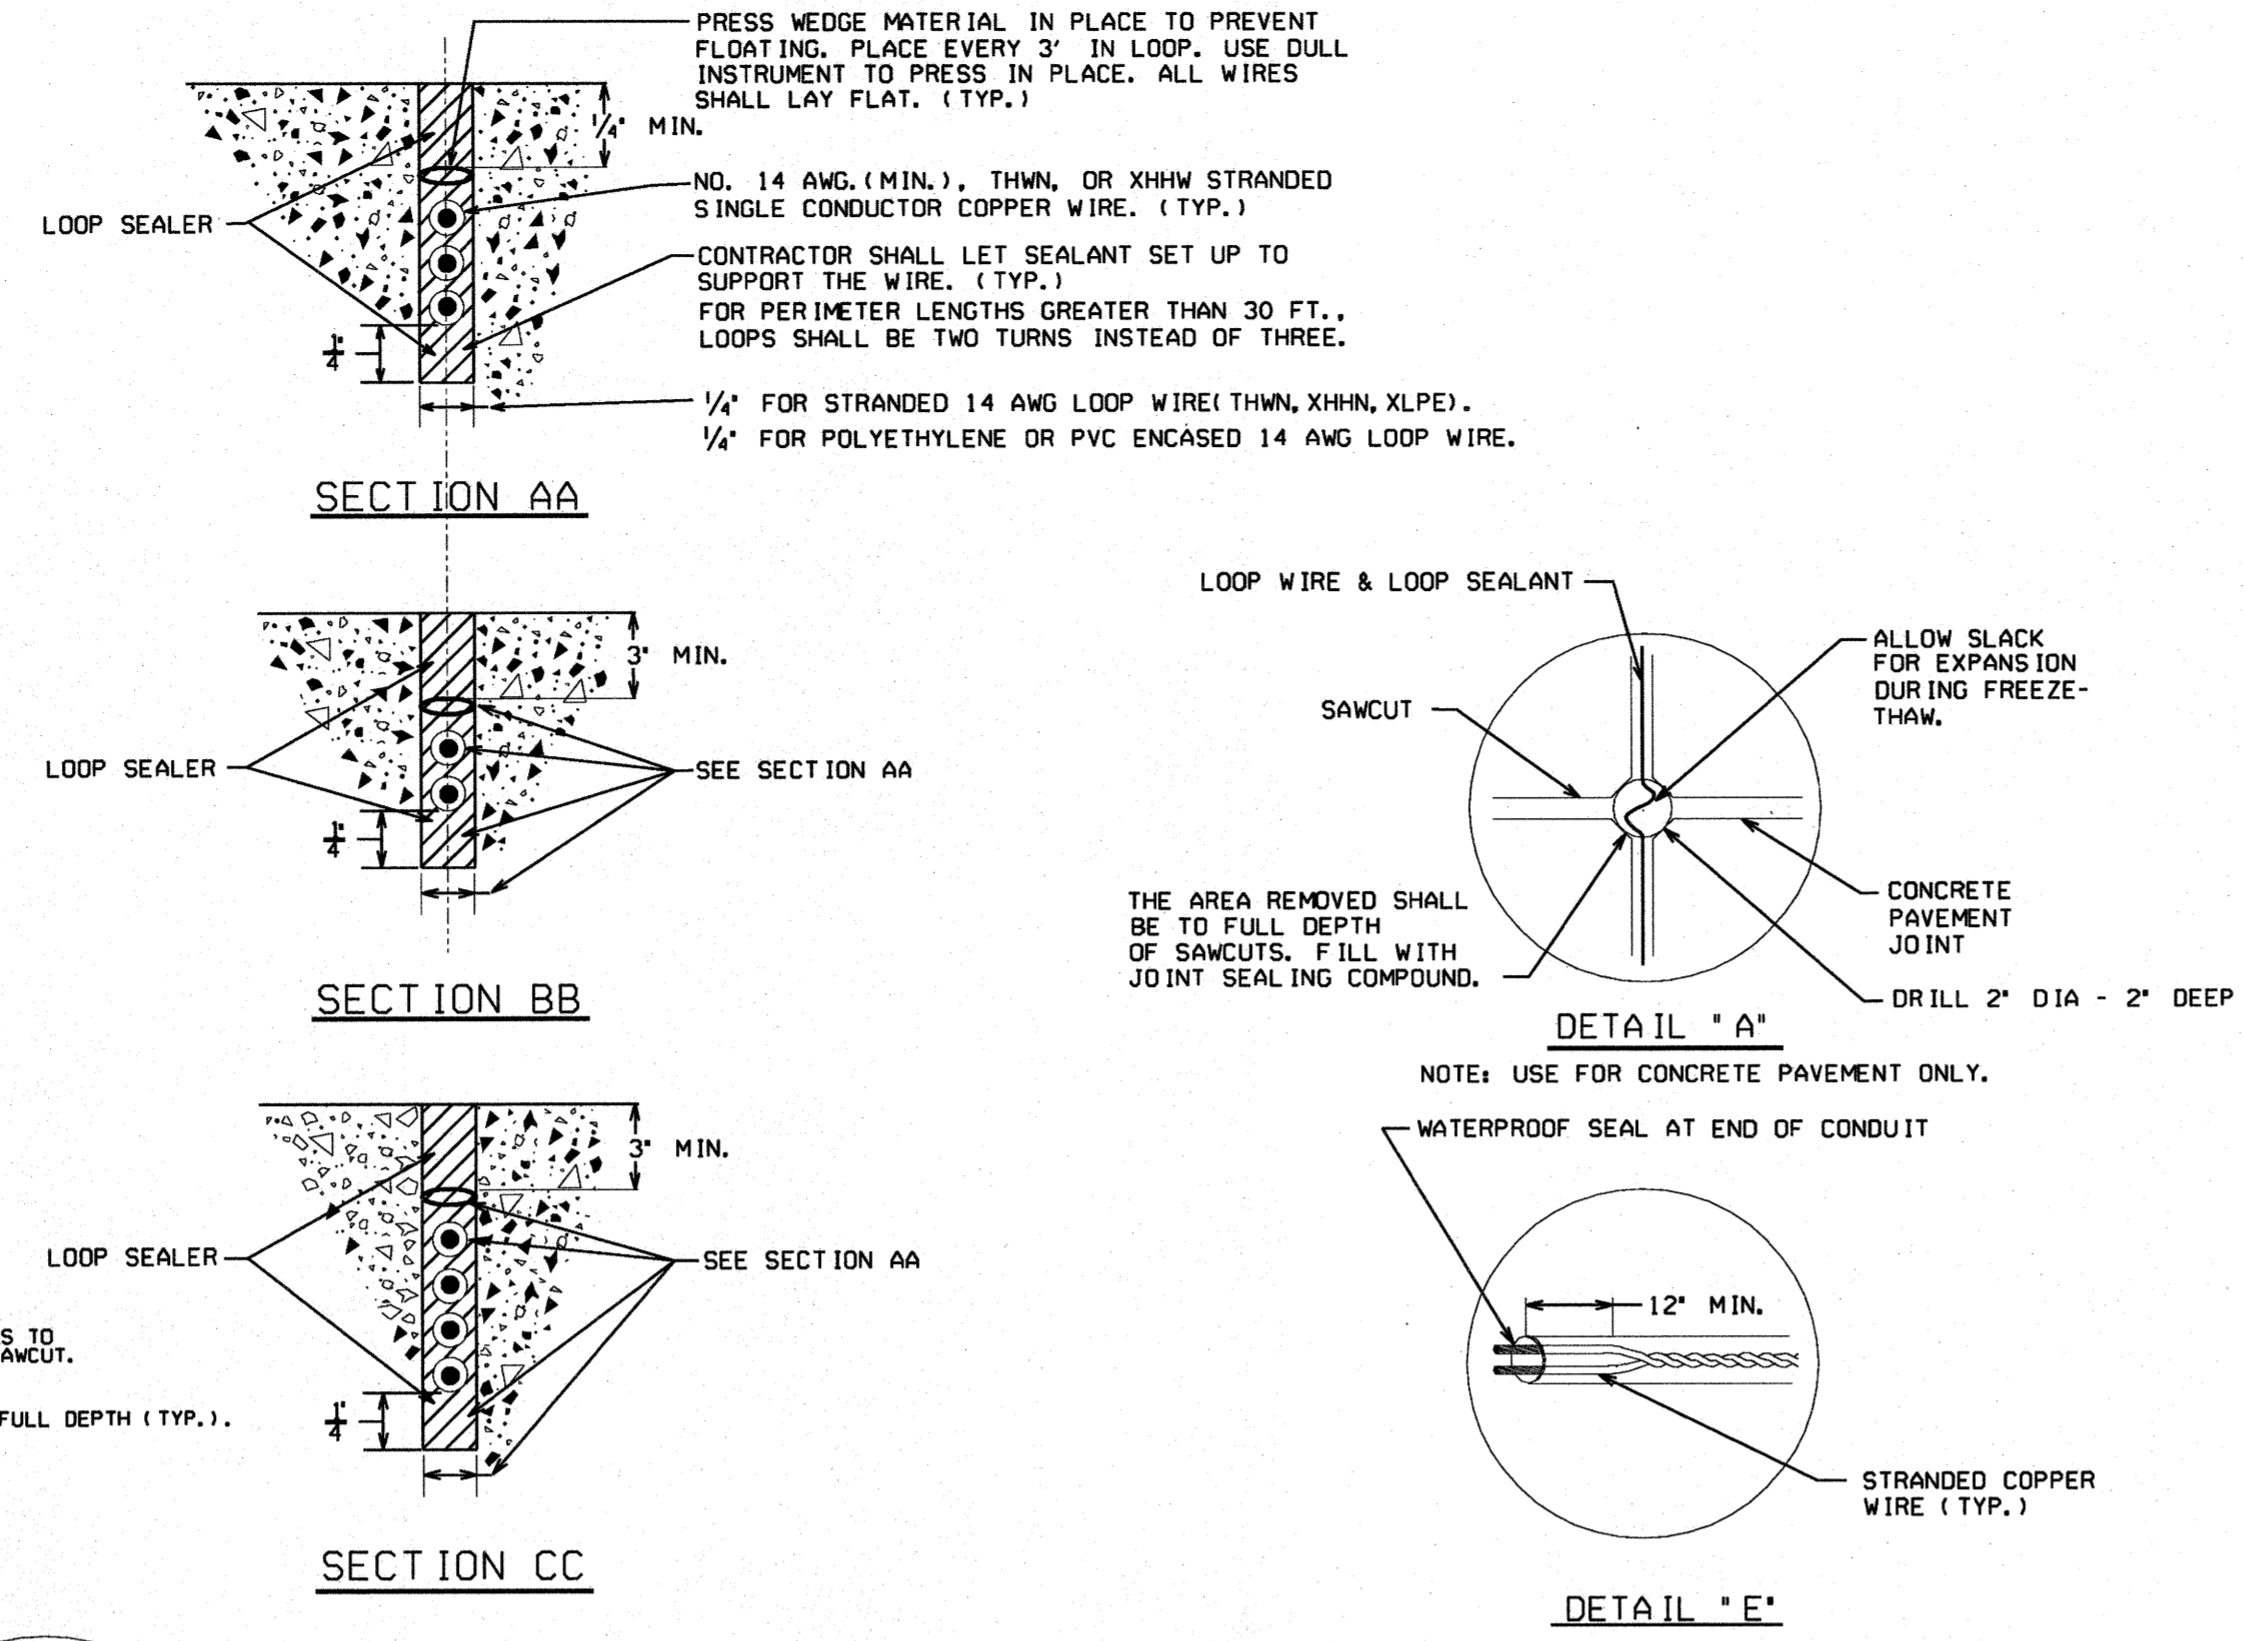 PRESS WEDGE MATERIAL IN PLACE TO PREVENT
FLOATING. PLACE EVERY 3' IN LOOP. USE DULL
INSTRUMENT TO PRESS IN PLACE. ALL WIRES
SHALL LAY FLAT. (TYP.)
1/4" MIN.
NO. 14 AWG.(MIN.), THWN, OR XHHW STRANDED
SINGLE CONDUCTOR COPPER WIRE. (TYP.)
LOOP SEALER
CONTRACTOR SHALL LET SEALANT SET UP TO
SUPPORT THE WIRE. (TYP.)
FOR PERIMETER LENGTHS GREATER THAN 30 FT.,
LOOPS SHALL BE TWO TURNS INSTEAD OF THREE.
1/4"
1/4" FOR STRANDED 14 AWG LOOP WIRE(THWN,XHHN,XLPE).
1/4" FOR POLYETHYLENE OR PVC ENCASED 14 AWG LOOP WIRE.
SECTION AA
3" MIN.
LOOP SEALER
SEE SECTION AA
1/4"
SECTION BB
3" MIN.
LOOP SEALER
SEE SECTION AA
S TO
AWCUT.
FULL DEPTH (TYP.).
1/4"
SECTION CC
LOOP WIRE & LOOP SEALANT
ALLOW SLACK
FOR EXPANSION
DURING FREEZE-
THAW.
SAWCUT
THE AREA REMOVED SHALL
BE TO FULL DEPTH
OF SAWCUTS. FILL WITH
JOINT SEALING COMPOUND.
CONCRETE
PAVEMENT
JOINT
DRILL 2" DIA - 2" DEEP
DETAIL "A"
NOTE: USE FOR CONCRETE PAVEMENT ONLY.
WATERPROOF SEAL AT END OF CONDUIT
12" MIN.
STRANDED COPPER
WIRE (TYP.)
DETAIL "E"